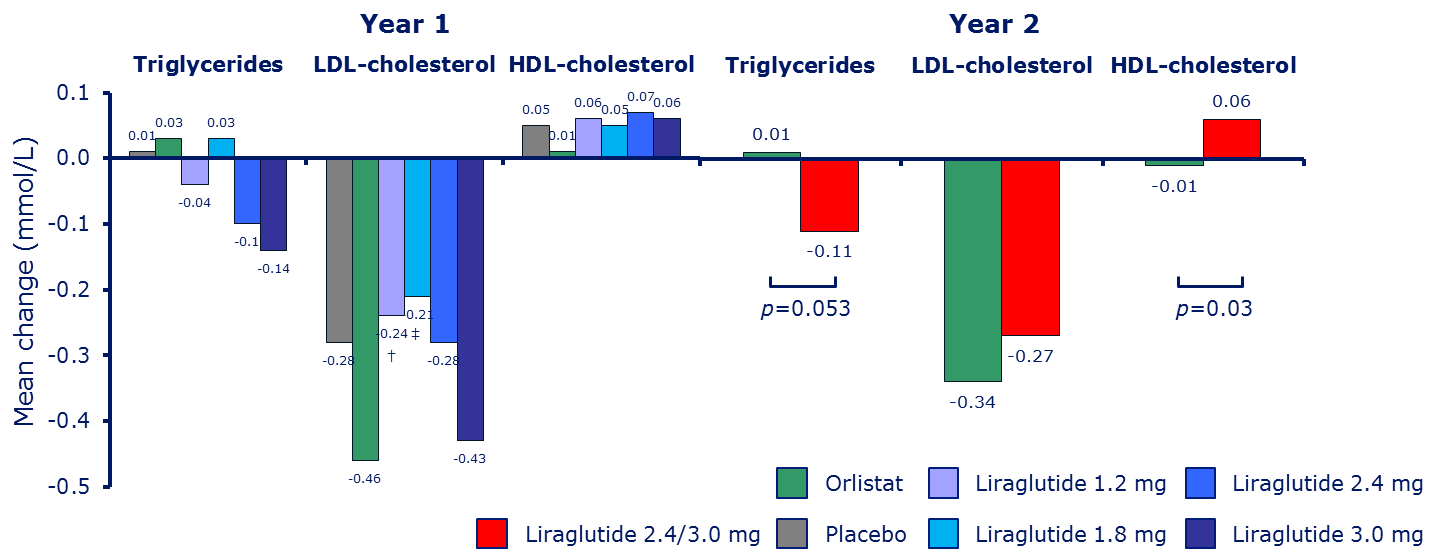 Year 1
Year 2
Triglycerides
LDL-cholesterol
HDL-cholesterol
Triglycerides
LDL-cholesterol
HDL-cholesterol
Mean change (mmol/L)
0.1
0.0
-0.1
-0.2
-0.3
-0.4
-0.5
0.01
0.03
-0.04
0.03
-0.1
-0.14
-0.28
-0.46
-0.24
†
-0.21
‡
-0.28
-0.43
0.05
0.01
0.06
0.05
0.07
0.06
0.01
-0.11
p=0.053
-0.34
-0.27
-0.01
0.06
p=0.03
Orlistat
Liraglutide 1.2 mg
Liraglutide 2.4 mg
Liraglutide 2.4/3.0 mg
Placebo
Liraglutide 1.8 mg
Liraglutide 3.0 mg